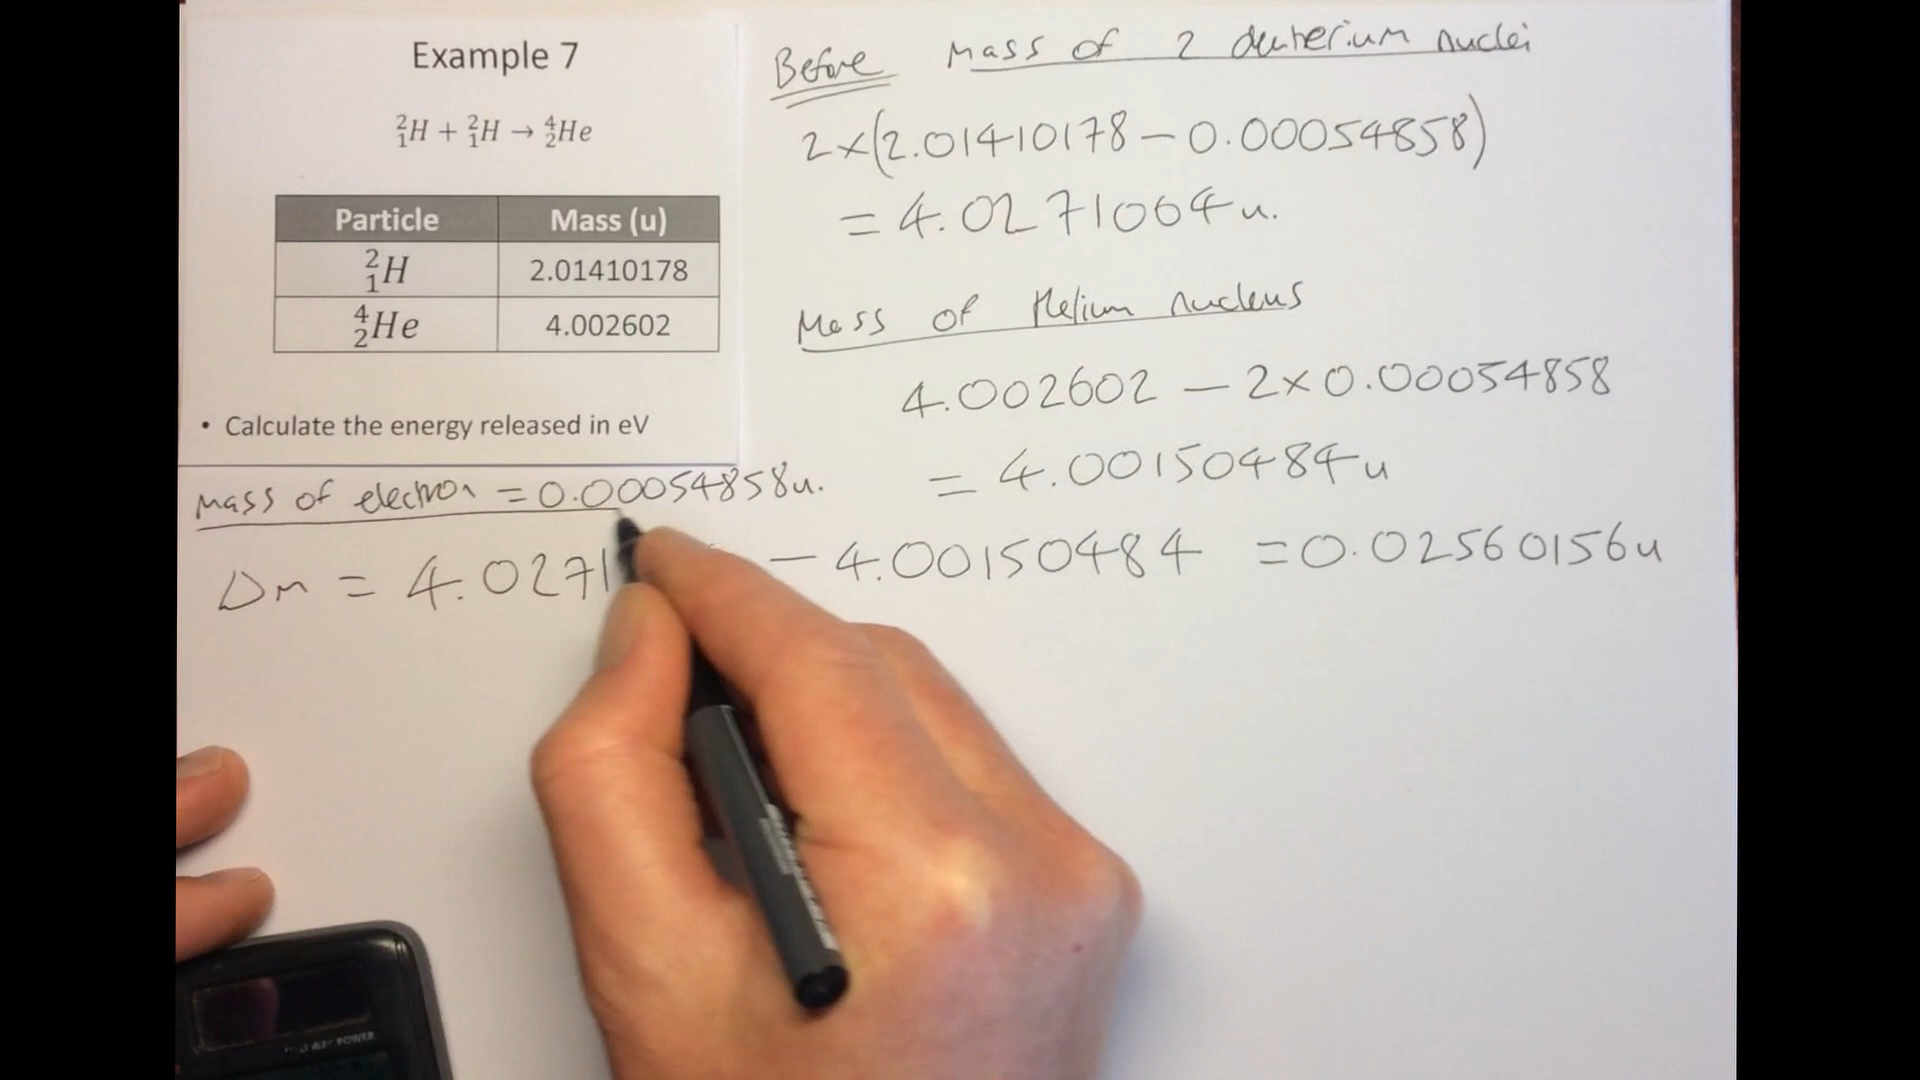 Example 7
²₁H + ²₁H → ⁴₂He
Particle Mass (u)
²₁H 2.01410178
⁴₂He 4.002602
• Calculate the energy released in eV
Mass of electron = 0.00054858u.
Before Mass of 2 deuterium nuclei
2×(2.01410178 − 0.00054858)
= 4.0271064u.
Mass of Helium nucleus
4.002602 − 2×0.00054858
= 4.00150484u
Δm = 4.0271 − 4.00150484 = 0.02560156u
POWER